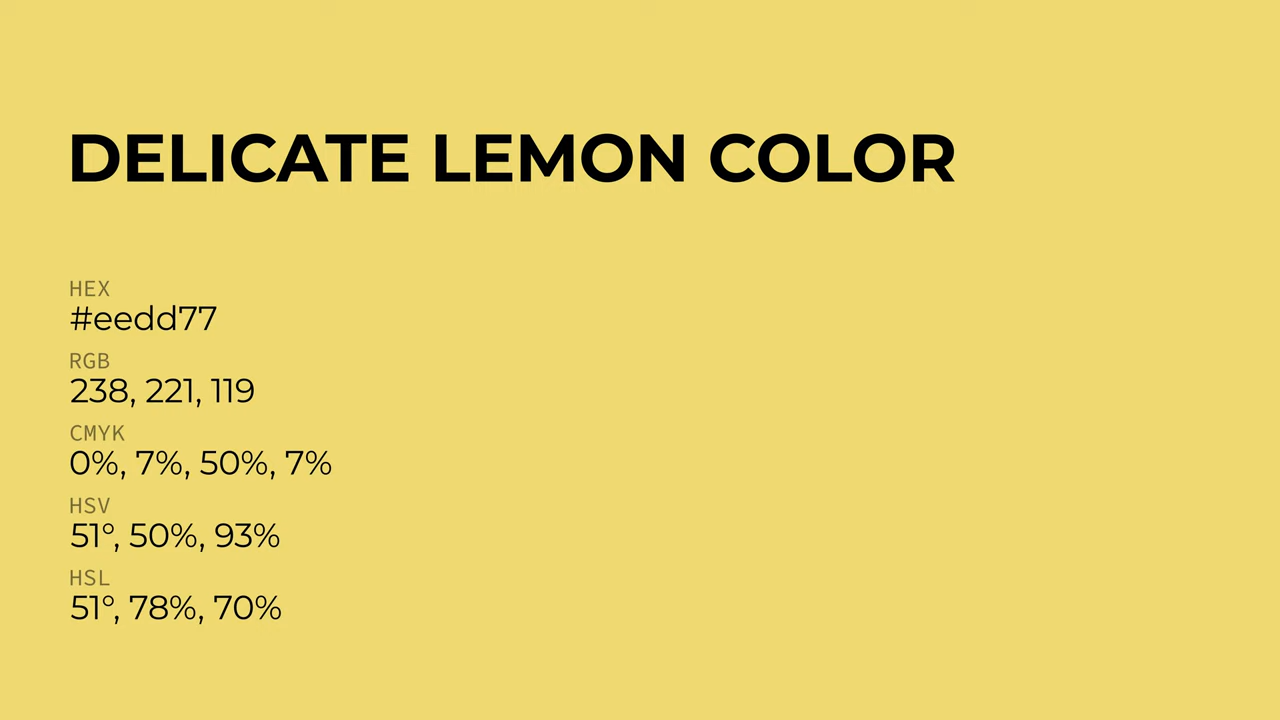 DELICATE LEMON COLOR
HEX
#eedd77
RGB
238, 221, 119
CMYK
0%, 7%, 50%, 7%
HSV
51°, 50%, 93%
HSL
51°, 78%, 70%